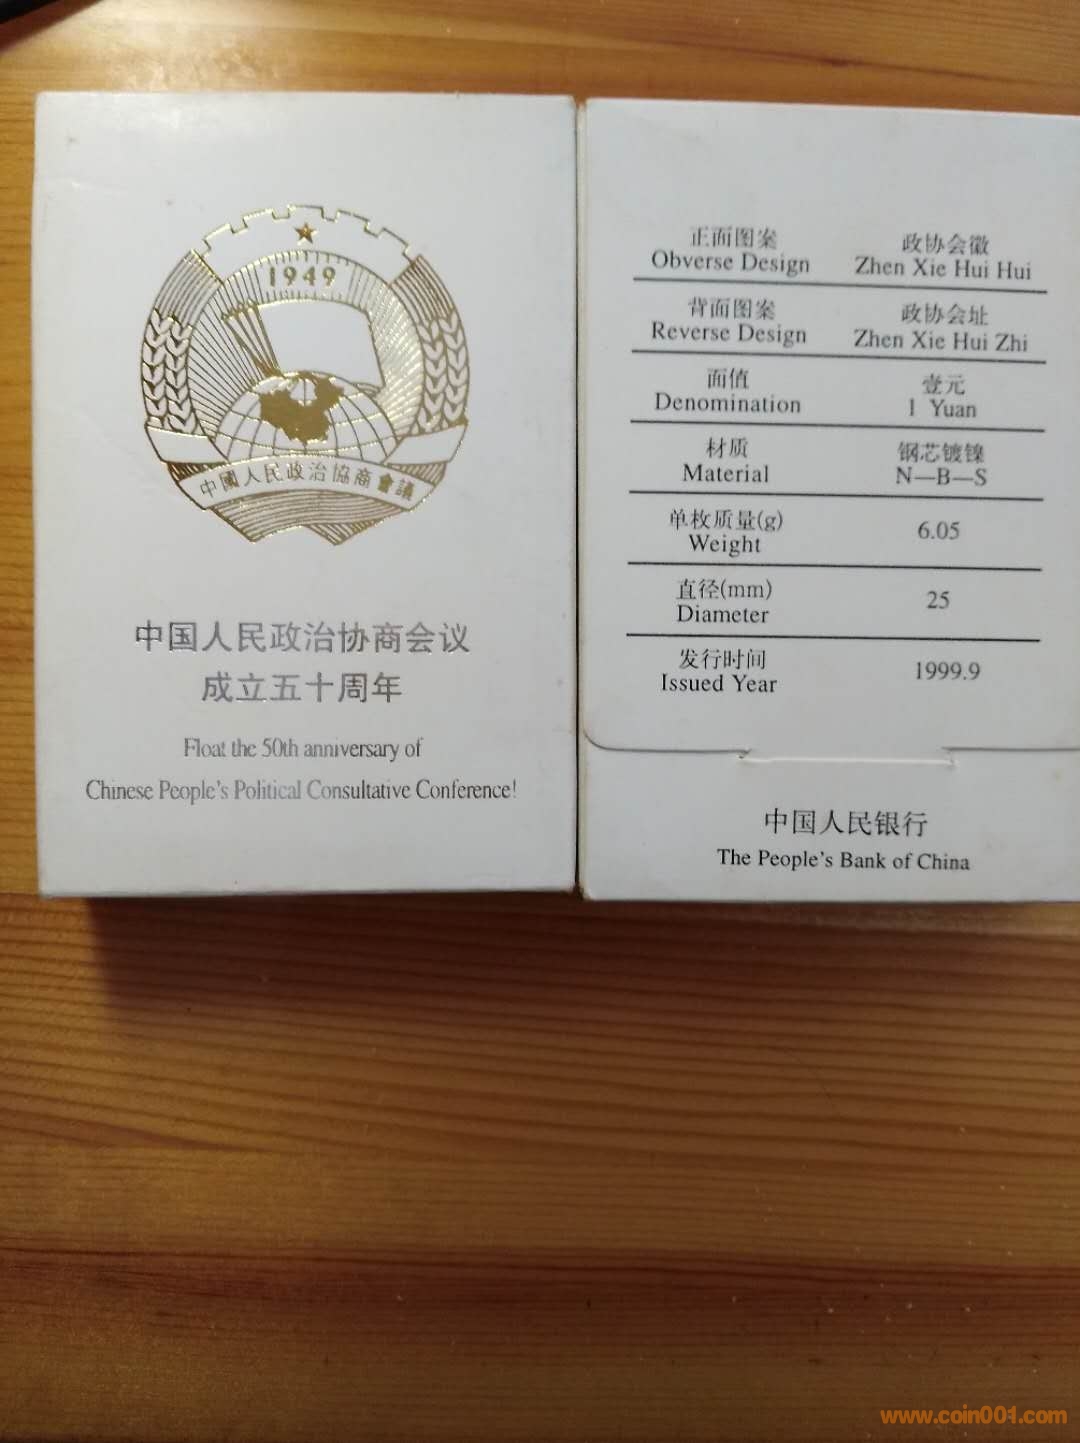 1949
中國人民政治協商會議
中国人民政治协商会议
成立五十周年
Float the 50th anniversary of
Chinese People's Political Consultative Conference!
正面图案 政协会徽
Obverse Design Zhen Xie Hui Hui
背面图案 政协会址
Reverse Design Zhen Xie Hui Zhi
面值 壹元
Denomination 1 Yuan
材质 钢芯镀镍
Material N—B—S
单枚质量(g) 6.05
Weight
直径(mm) 25
Diameter
发行时间 1999.9
Issued Year
中国人民银行
The People's Bank of China
www.coin001.com